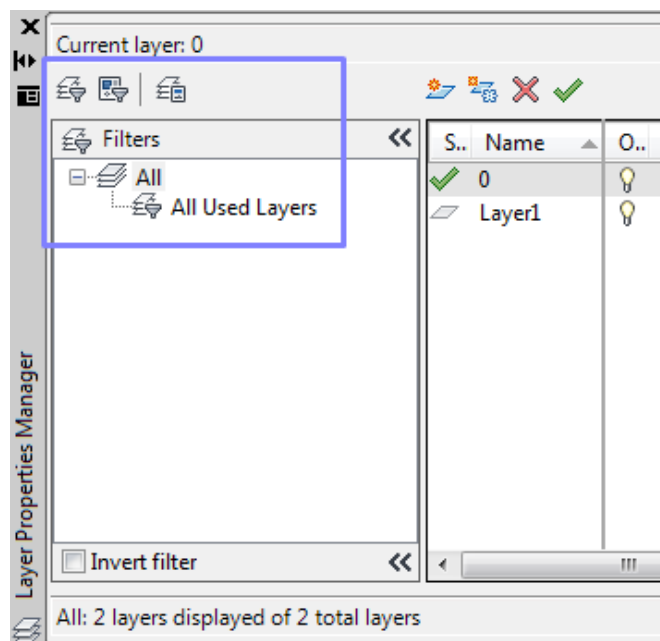 Current layer: 0
Filters
S.. Name O..
All
0
All Used Layers
Layer1
Layer Properties Manager
Invert filter
All: 2 layers displayed of 2 total layers